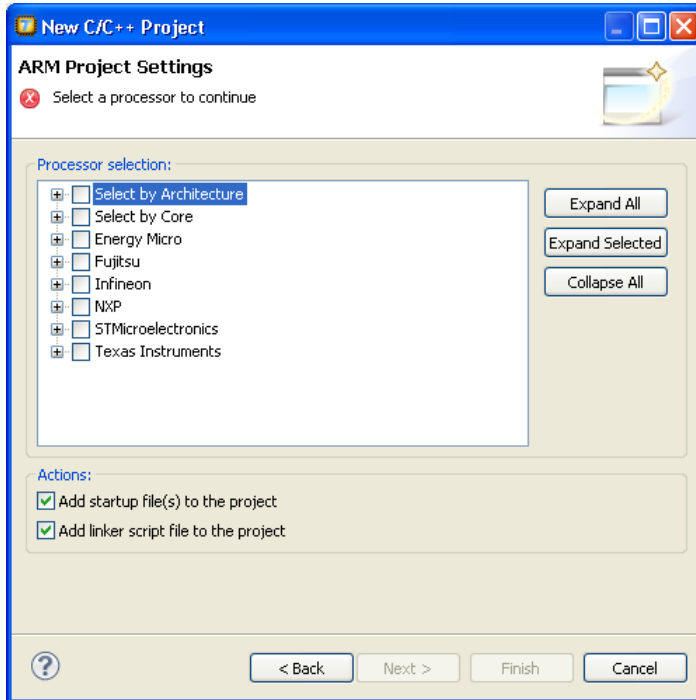 New C/C++ Project
ARM Project Settings
Select a processor to continue
Processor selection:
Select by Architecture
Select by Core
Energy Micro
Fujitsu
Infineon
NXP
STMicroelectronics
Texas Instruments
Expand All
Expand Selected
Collapse All
Actions:
Add startup file(s) to the project
Add linker script file to the project
?
< Back
Next >
Finish
Cancel